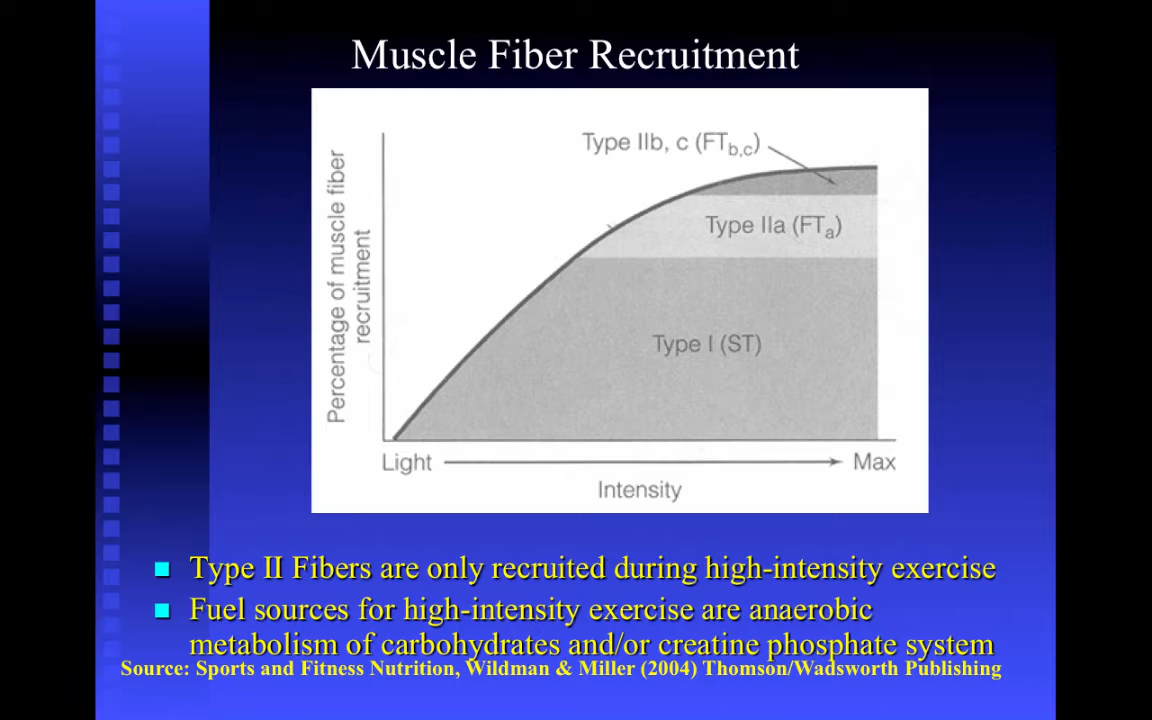 Muscle Fiber Recruitment
Type IIb, c (FTb,c)
Percentage of muscle fiber
recruitment
Type IIa (FTa)
Type I (ST)
Light
Max
Intensity
Type II Fibers are only recruited during high-intensity exercise
Fuel sources for high-intensity exercise are anaerobic
metabolism of carbohydrates and/or creatine phosphate system
Source: Sports and Fitness Nutrition, Wildman & Miller (2004) Thomson/Wadsworth Publishing